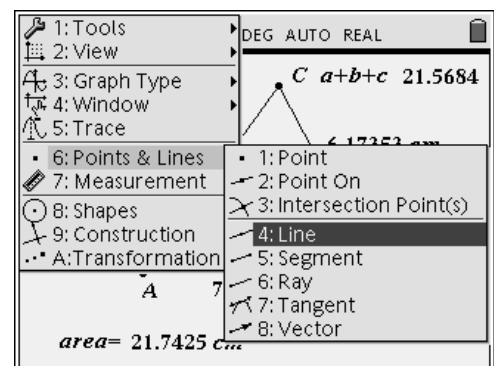 1: Tools
2: View
3: Graph Type
4: Window
5: Trace
6: Points & Lines
7: Measurement
8: Shapes
9: Construction
A:Transformation
DEG AUTO REAL
C a+b+c 21.5684
6.17353 cm
1: Point
2: Point On
3: Intersection Point(s)
4: Line
5: Segment
6: Ray
7: Tangent
8: Vector
A 7
area= 21.7425